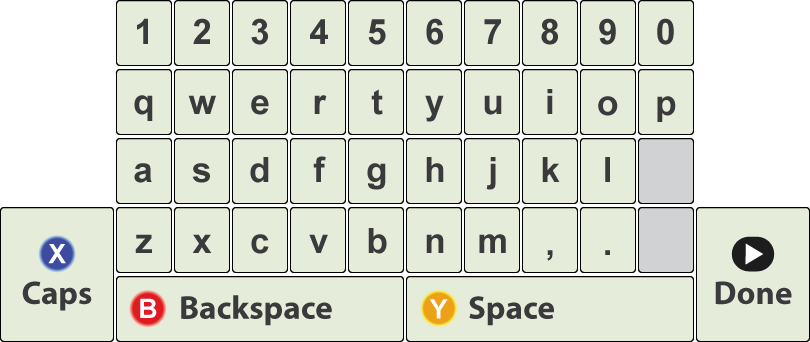 1 2 3 4 5 6 7 8 9 0
q w e r t y u i o p
a s d f g h j k l
z x c v b n m , .
X Caps
B Backspace Y Space
Done